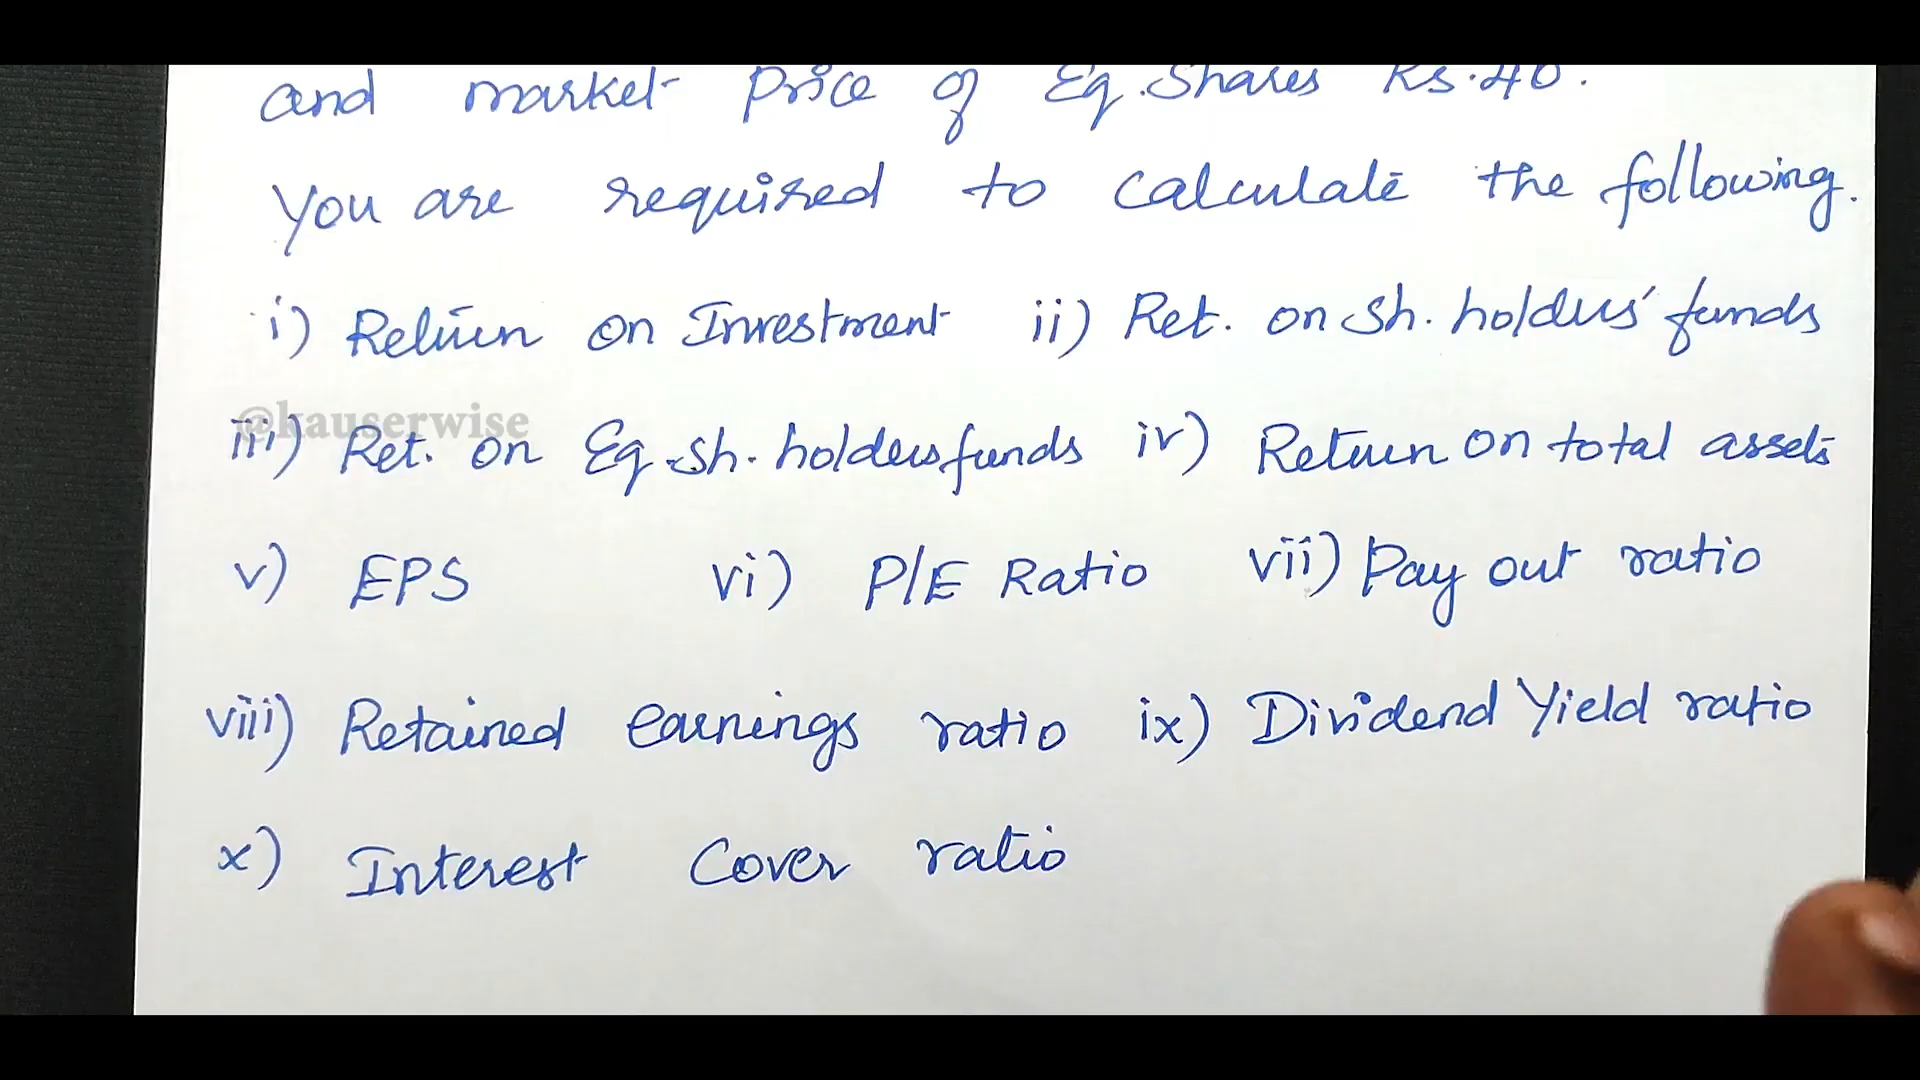 and market price of Eq. Shares Rs. 40.
You are required to calculate the following.
i) Return on Investment ii) Ret. on sh. holders' funds
@kauserwise
iii) Ret. on Eq. sh. holders funds iv) Return on total assets
v) EPS vi) P/E Ratio vii) Pay out ratio
viii) Retained earnings ratio ix) Dividend Yield ratio
x) Interest Cover ratio